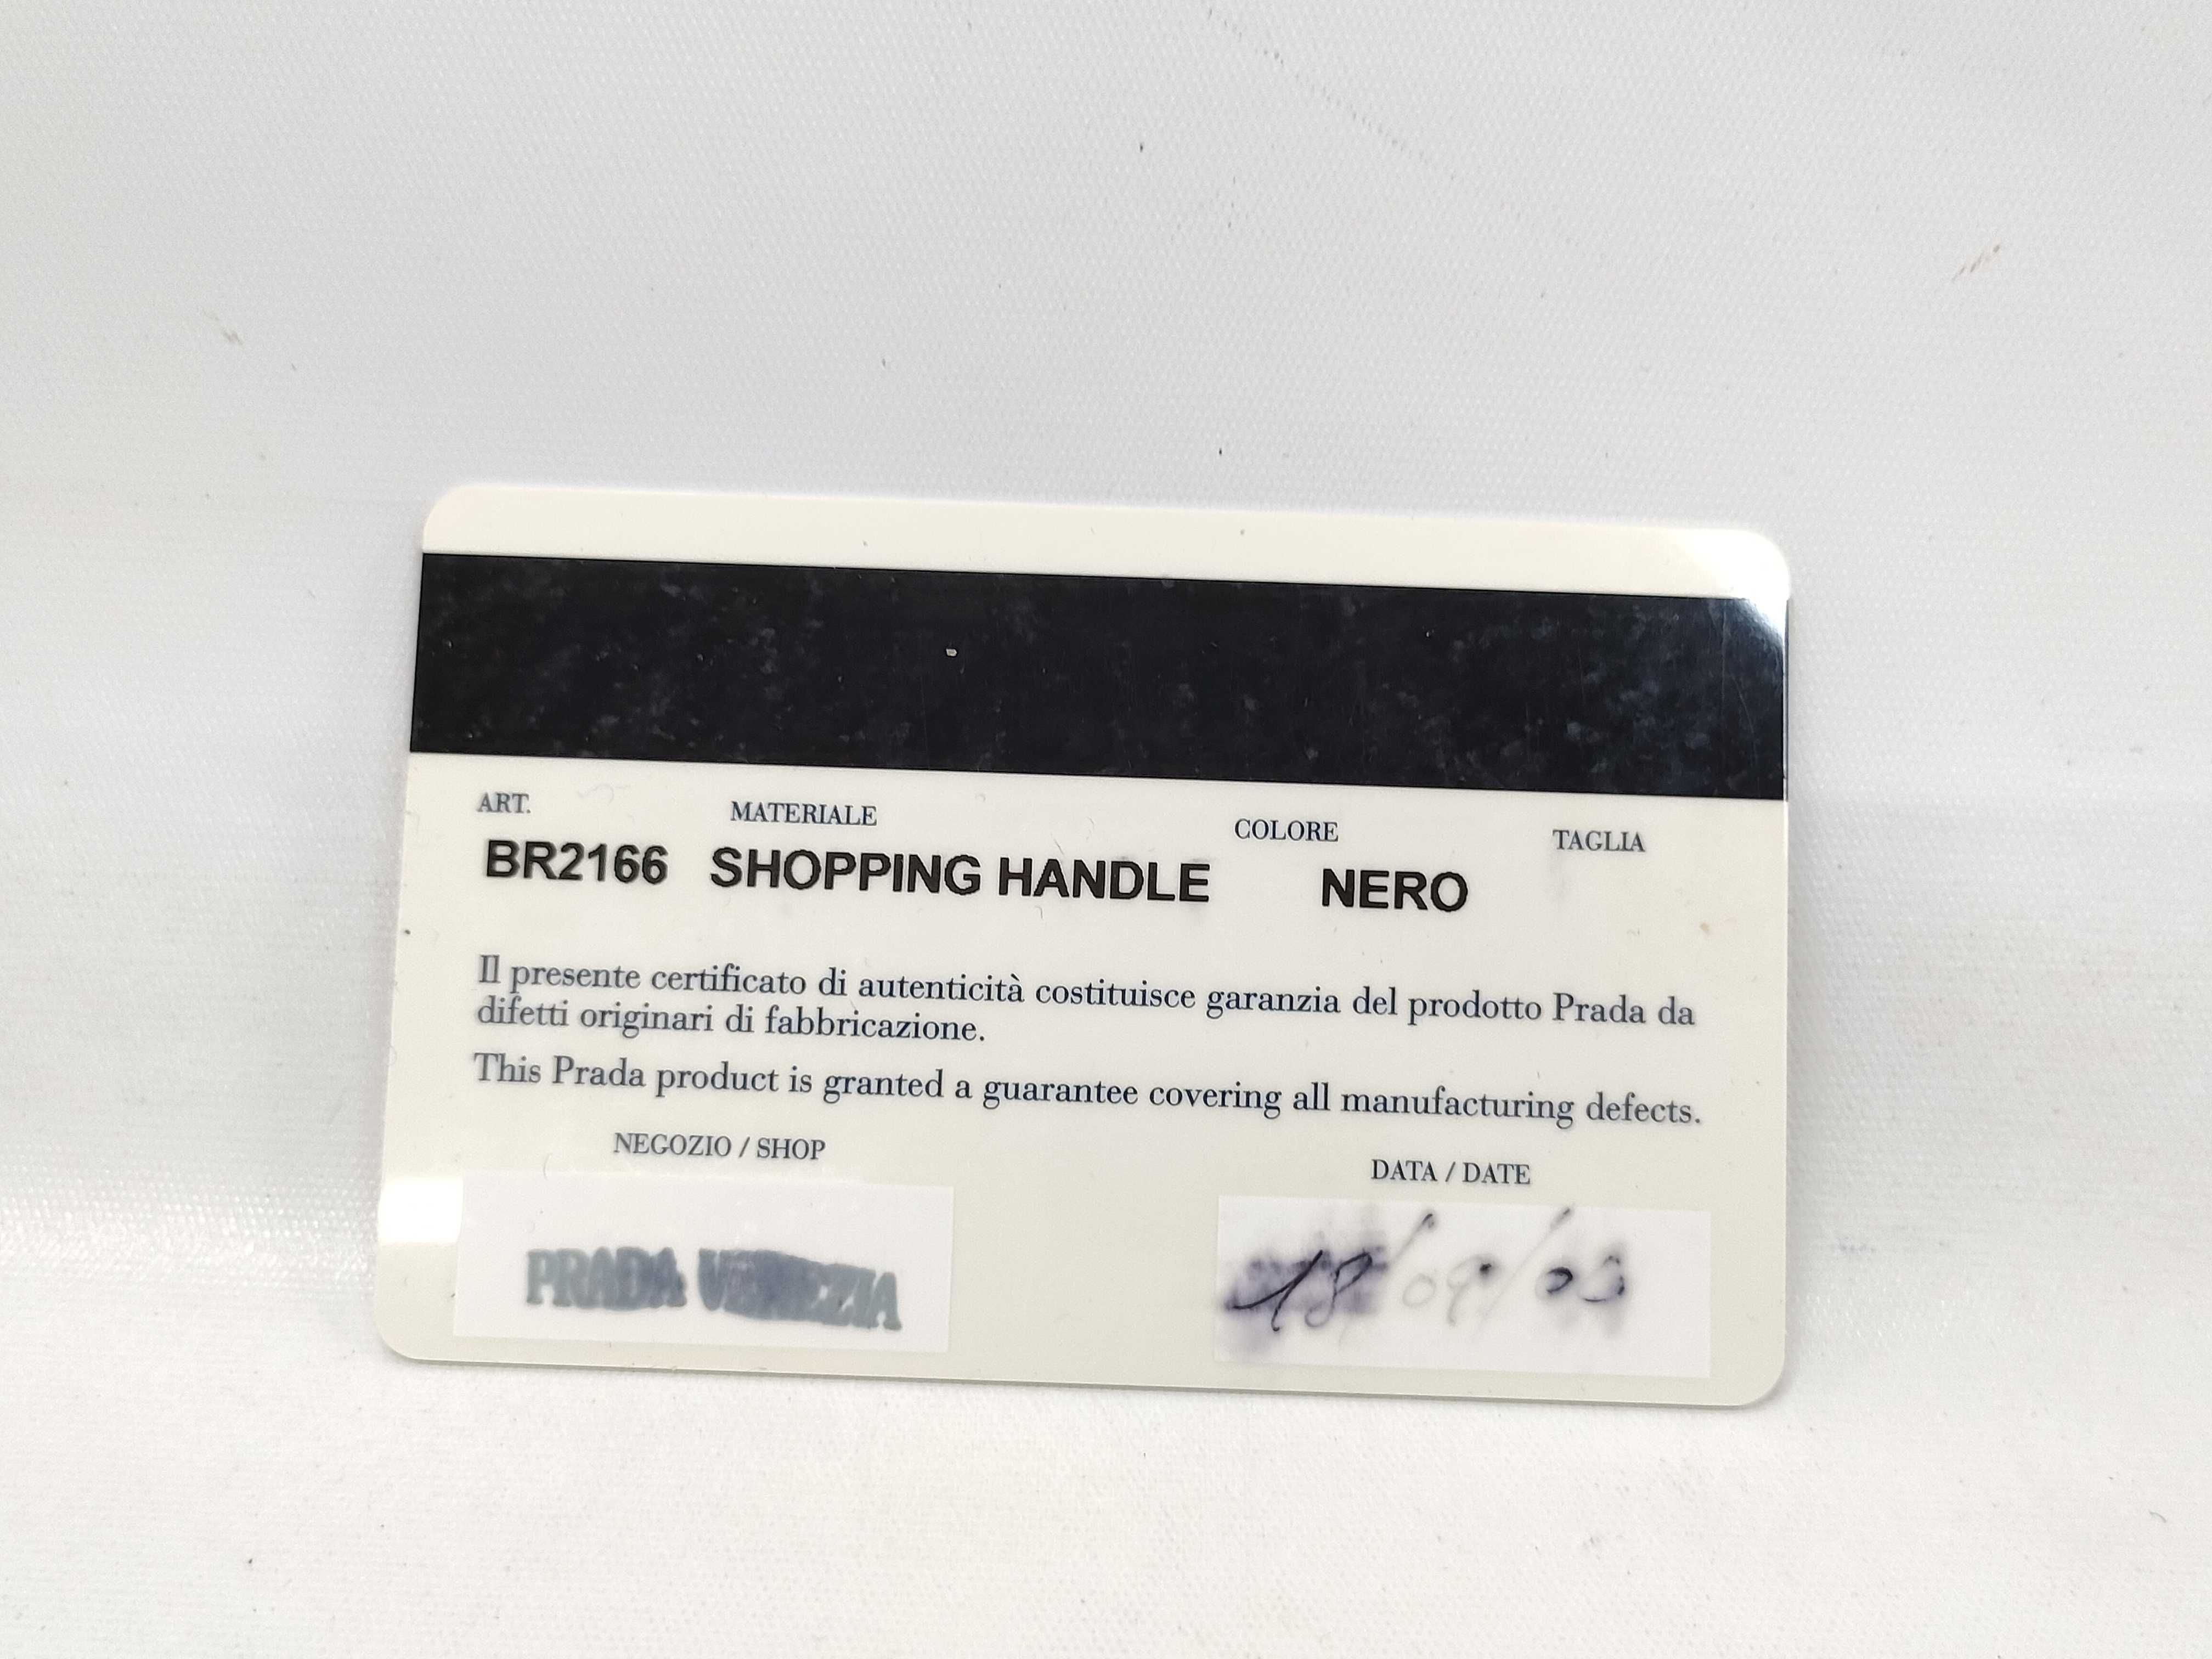 ART. MATERIALE COLORE TAGLIA
BR2166 SHOPPING HANDLE NERO
Il presente certificato di autenticità costituisce garanzia del prodotto Prada da
difetti originari di fabbricazione.
This Prada product is granted a guarantee covering all manufacturing defects.
NEGOZIO / SHOP DATA / DATE
PRADA VENEZIA